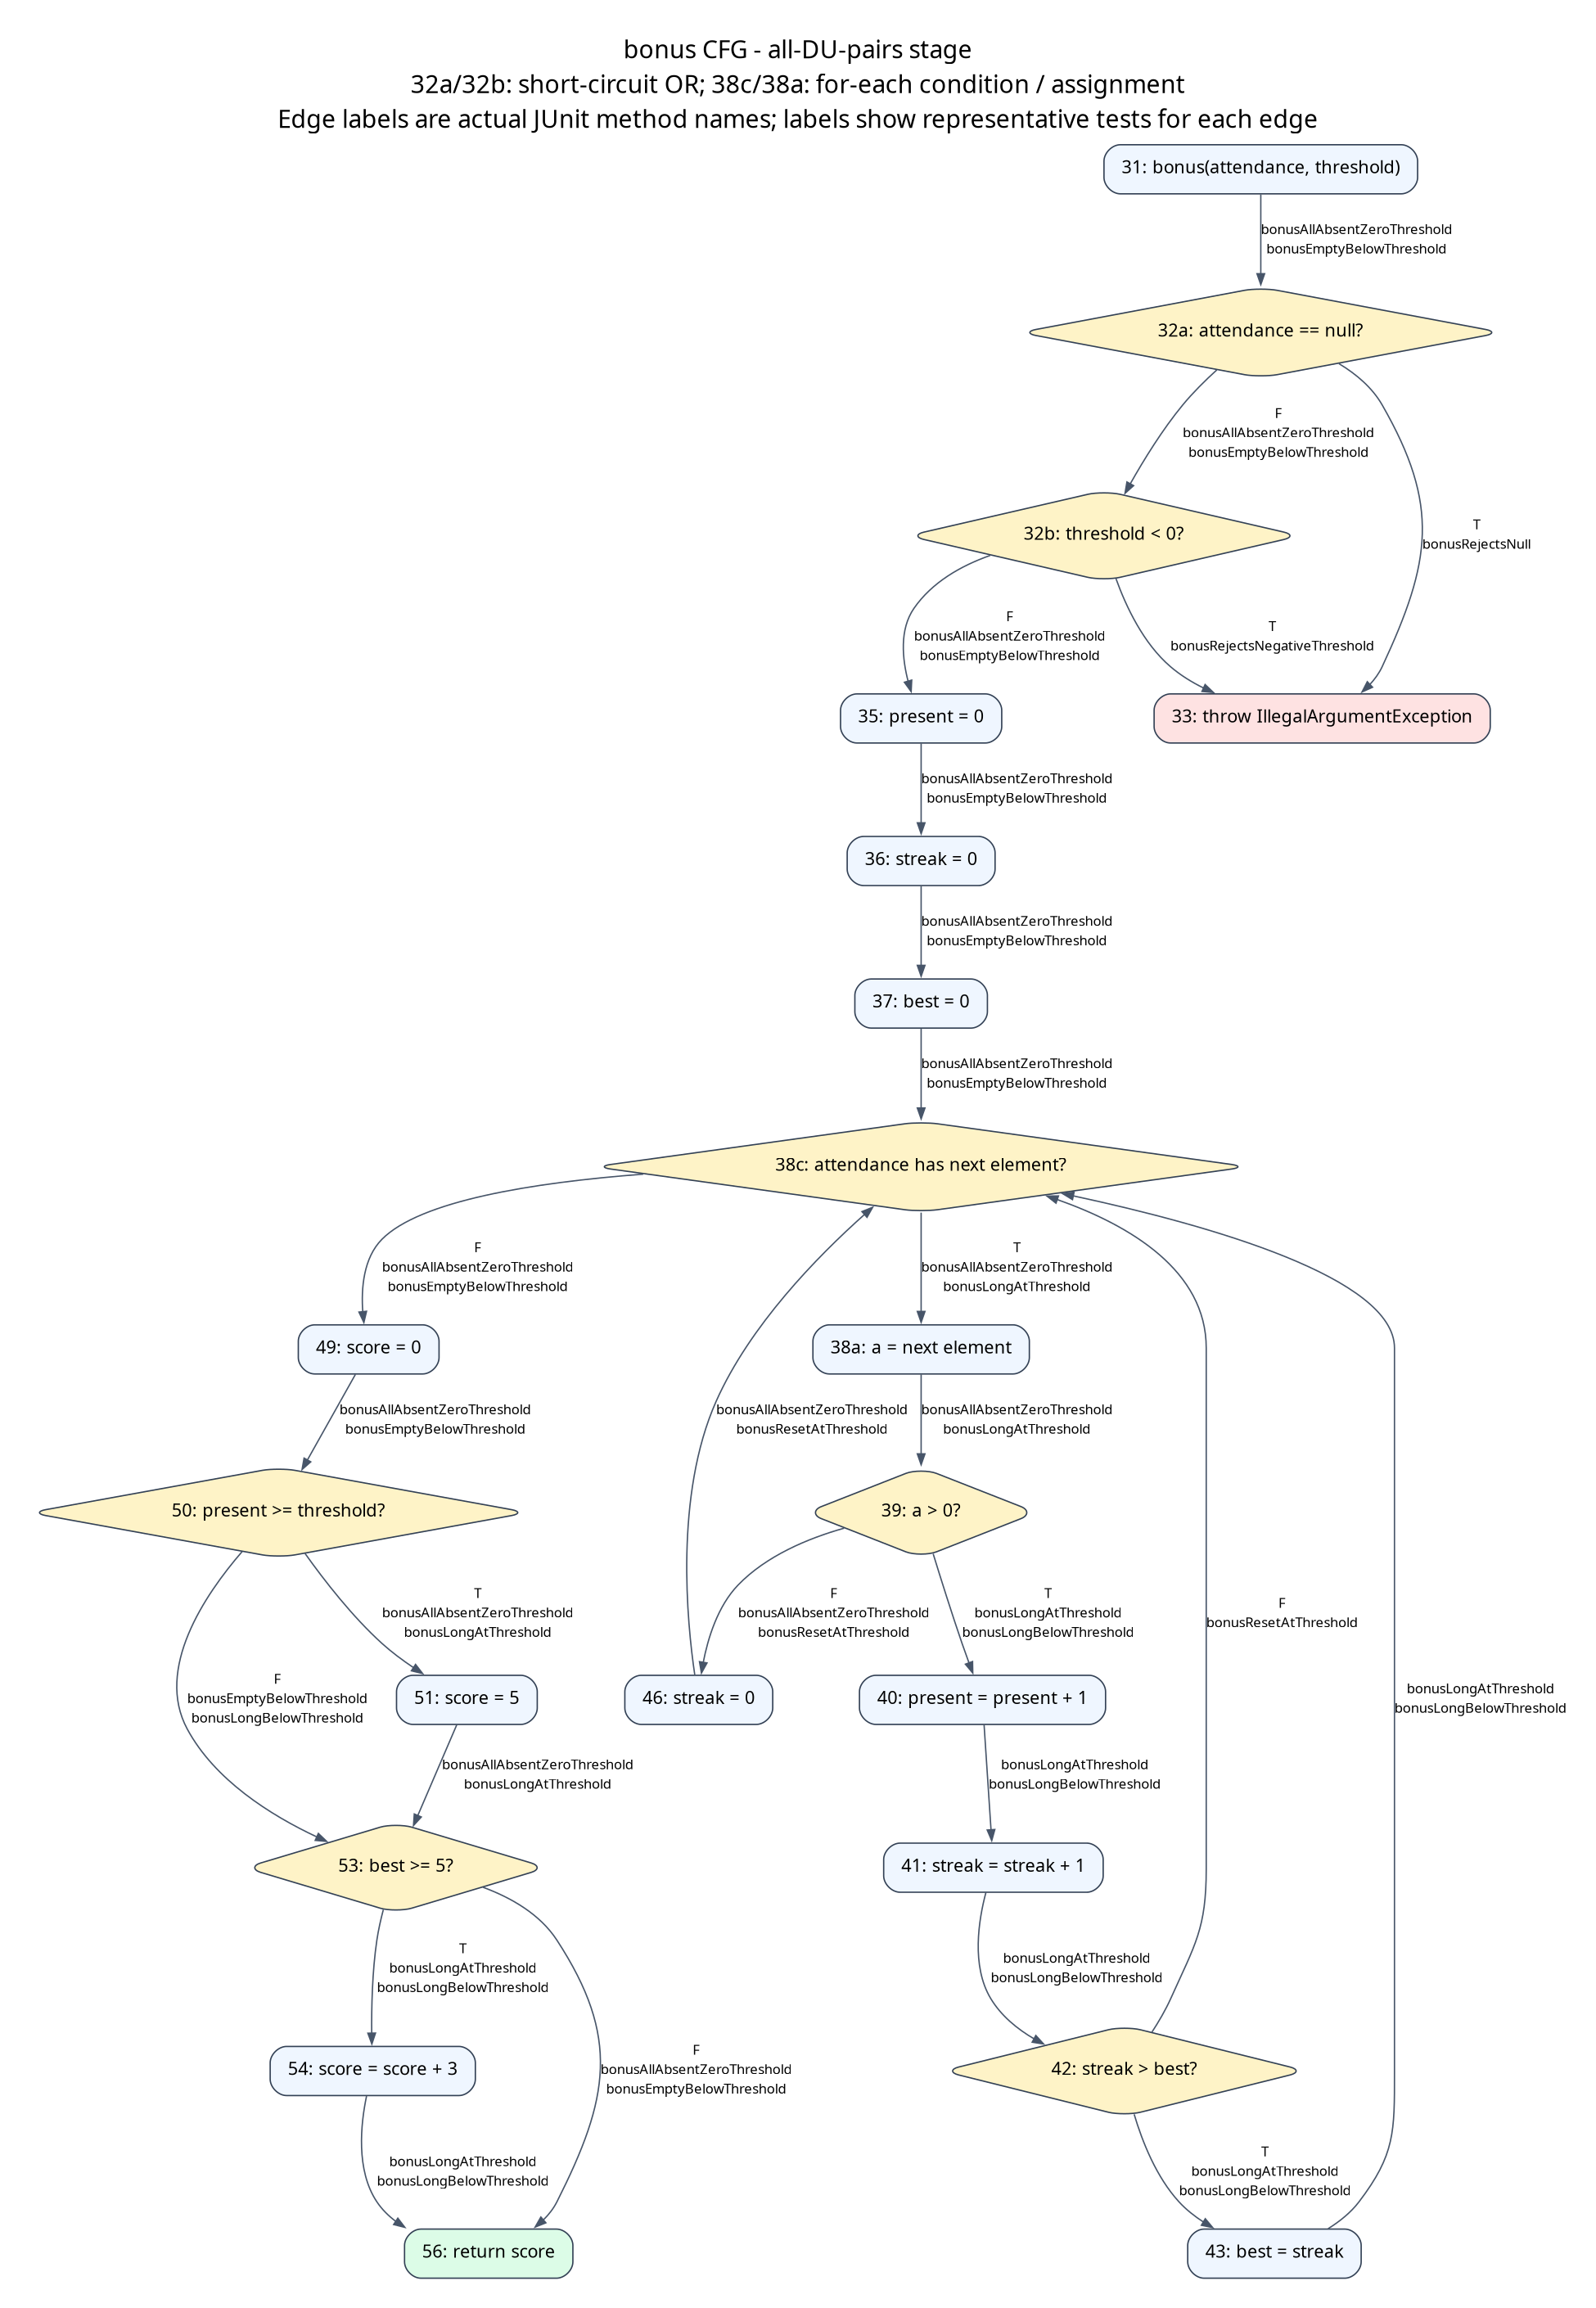 bonus CFG - all-DU-pairs stage
32a/32b: short-circuit OR; 38c/38a: for-each condition / assignment
Edge labels are actual JUnit method names; labels show representative tests for each edge
31: bonus(attendance, threshold)
bonusAllAbsentZeroThreshold
bonusEmptyBelowThreshold
32a: attendance == null?
F
bonusAllAbsentZeroThreshold
bonusEmptyBelowThreshold
T
bonusRejectsNull
32b: threshold < 0?
F
bonusAllAbsentZeroThreshold
bonusEmptyBelowThreshold
T
bonusRejectsNegativeThreshold
35: present = 0
33: throw IllegalArgumentException
bonusAllAbsentZeroThreshold
bonusEmptyBelowThreshold
36: streak = 0
bonusAllAbsentZeroThreshold
bonusEmptyBelowThreshold
37: best = 0
bonusAllAbsentZeroThreshold
bonusEmptyBelowThreshold
38c: attendance has next element?
F
bonusAllAbsentZeroThreshold
bonusEmptyBelowThreshold
T
bonusAllAbsentZeroThreshold
bonusLongAtThreshold
49: score = 0
38a: a = next element
bonusAllAbsentZeroThreshold
bonusEmptyBelowThreshold
bonusAllAbsentZeroThreshold
bonusResetAtThreshold
bonusAllAbsentZeroThreshold
bonusLongAtThreshold
50: present >= threshold?
39: a > 0?
T
bonusAllAbsentZeroThreshold
bonusLongAtThreshold
F
bonusAllAbsentZeroThreshold
bonusResetAtThreshold
T
bonusLongAtThreshold
bonusLongBelowThreshold
F
bonusResetAtThreshold
F
bonusEmptyBelowThreshold
bonusLongBelowThreshold
51: score = 5
46: streak = 0
40: present = present + 1
bonusLongAtThreshold
bonusLongBelowThreshold
bonusAllAbsentZeroThreshold
bonusLongAtThreshold
bonusLongAtThreshold
bonusLongBelowThreshold
53: best >= 5?
41: streak = streak + 1
T
bonusLongAtThreshold
bonusLongBelowThreshold
bonusLongAtThreshold
bonusLongBelowThreshold
F
bonusAllAbsentZeroThreshold
bonusEmptyBelowThreshold
54: score = score + 3
42: streak > best?
bonusLongAtThreshold
bonusLongBelowThreshold
T
bonusLongAtThreshold
bonusLongBelowThreshold
56: return score
43: best = streak